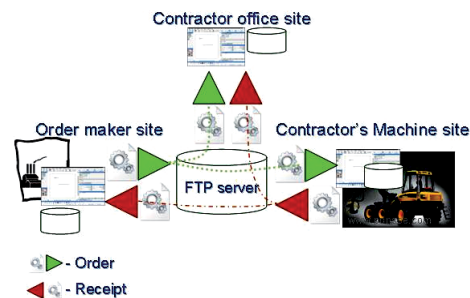 Contractor office site
Order maker site
Contractor's Machine site
FTP server
- Order
- Receipt